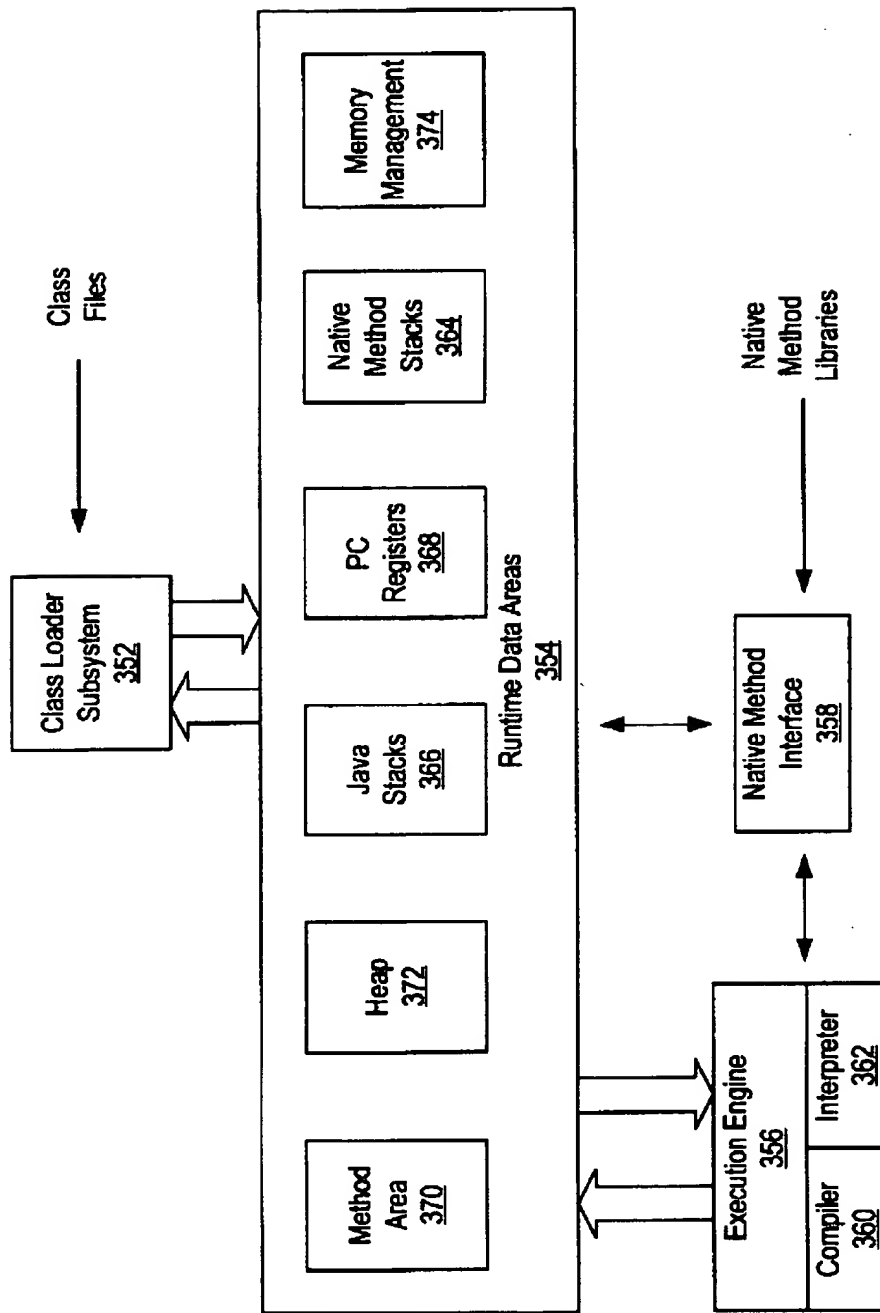 Class Loader
Subsystem
352
Class
Files
Method
Area
370
Heap
372
Java
Stacks
366
PC
Registers
368
Native
Method
Stacks
364
Memory
Management
374
Runtime Data Areas
354
Execution Engine
356
Compiler
360
Interpreter
362
Native Method
Interface
358
Native
Method
Libraries